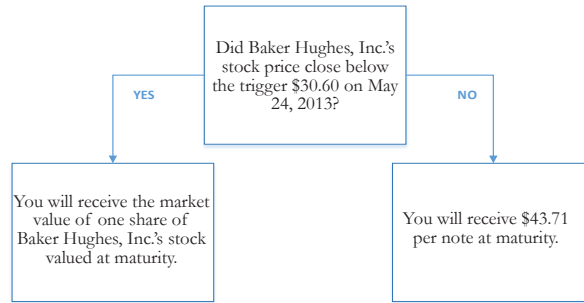 Did Baker Hughes, Inc.'s
stock price close below
the trigger $30.60 on May
24, 2013?
YES
NO
You will receive the market
value of one share of
Baker Hughes, Inc.'s stock
valued at maturity.
You will receive $43.71
per note at maturity.